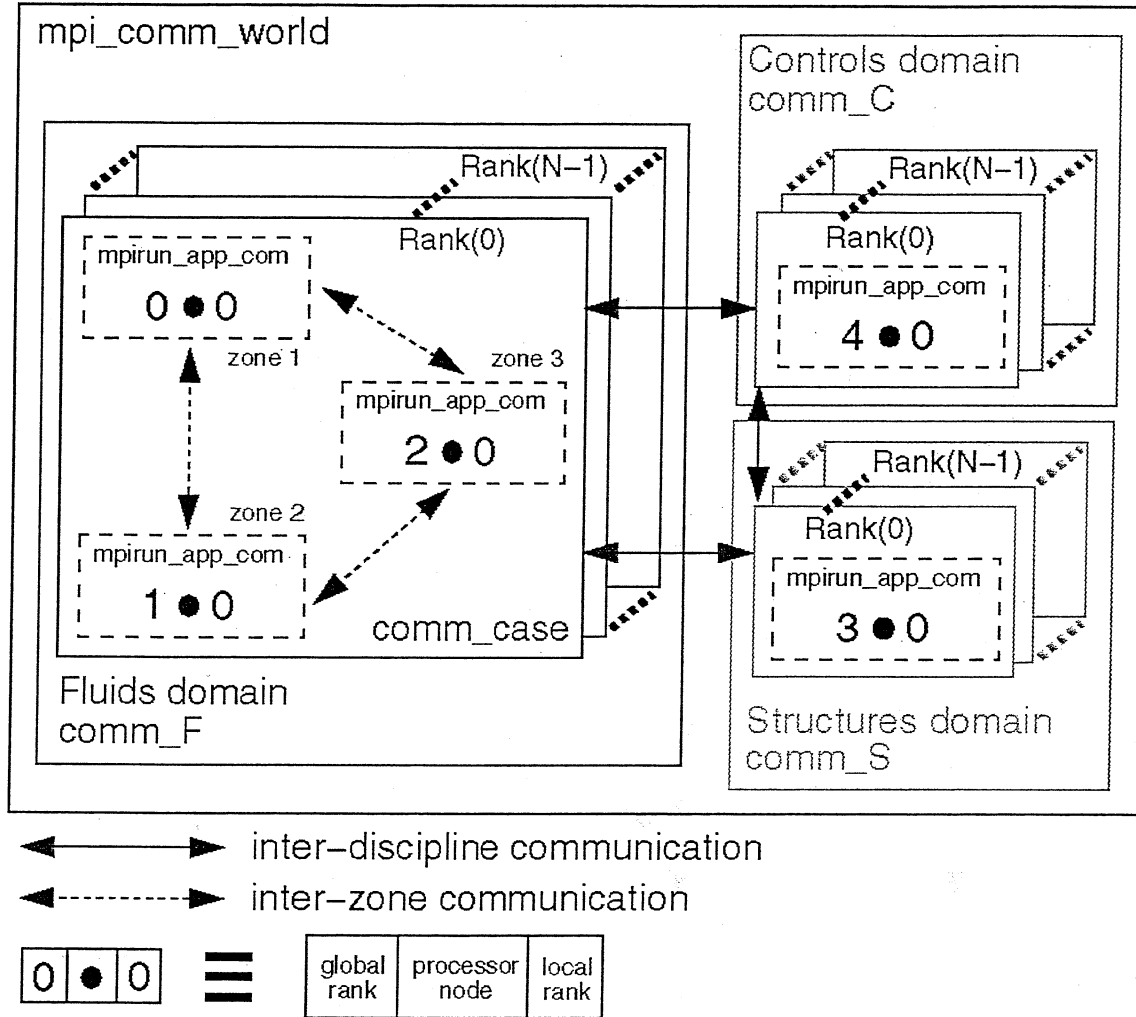 mpi_comm_world
Controls domain
comm_C
Rank(N−1)
Rank(0)
mpirun_app_com
0 ● 0
zone 1
zone 3
mpirun_app_com
2 ● 0
zone 2
mpirun_app_com
1 ● 0
comm_case
Fluids domain
comm_F
Rank(N−1)
Rank(0)
mpirun_app_com
4 ● 0
Rank(N−1)
Rank(0)
mpirun_app_com
3 ● 0
Structures domain
comm_S
inter−discipline communication
inter−zone communication
0 ● 0
global rank
processor node
local rank